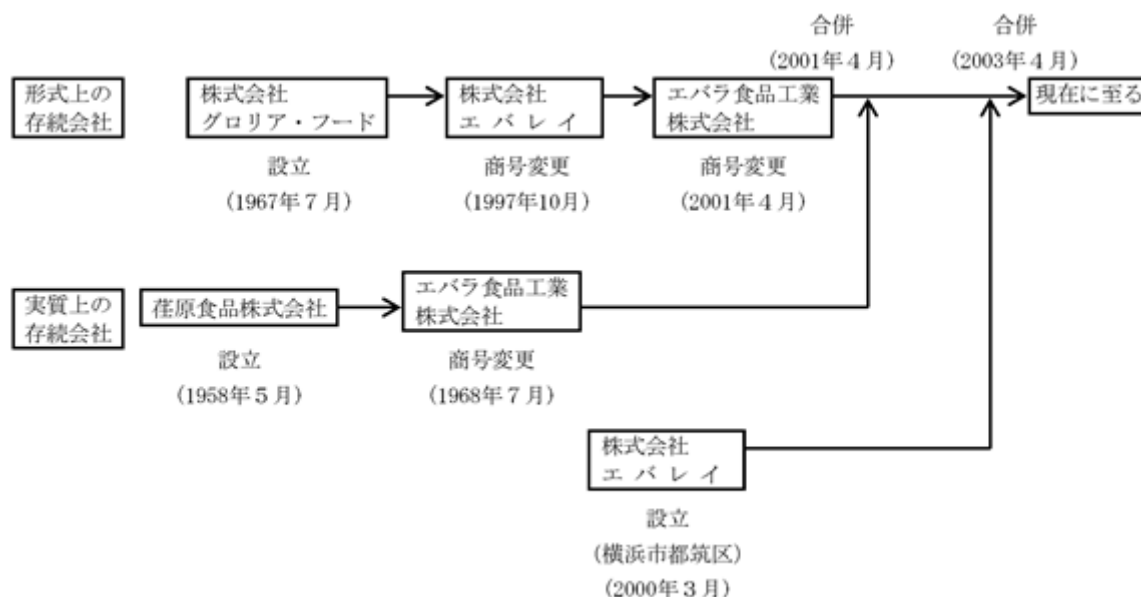 合併
(2001年４月)
合併
(2003年４月)
形式上の
存続会社
株式会社
グロリア・フード
株式会社
エ バ レ イ
エバラ食品工業
株式会社
現在に至る
設立
(1967年７月)
商号変更
(1997年10月)
商号変更
(2001年４月)
実質上の
存続会社
荏原食品株式会社
エバラ食品工業
株式会社
設立
(1958年５月)
商号変更
(1968年７月)
株式会社
エ バ レ イ
設立
(横浜市都筑区)
(2000年３月)